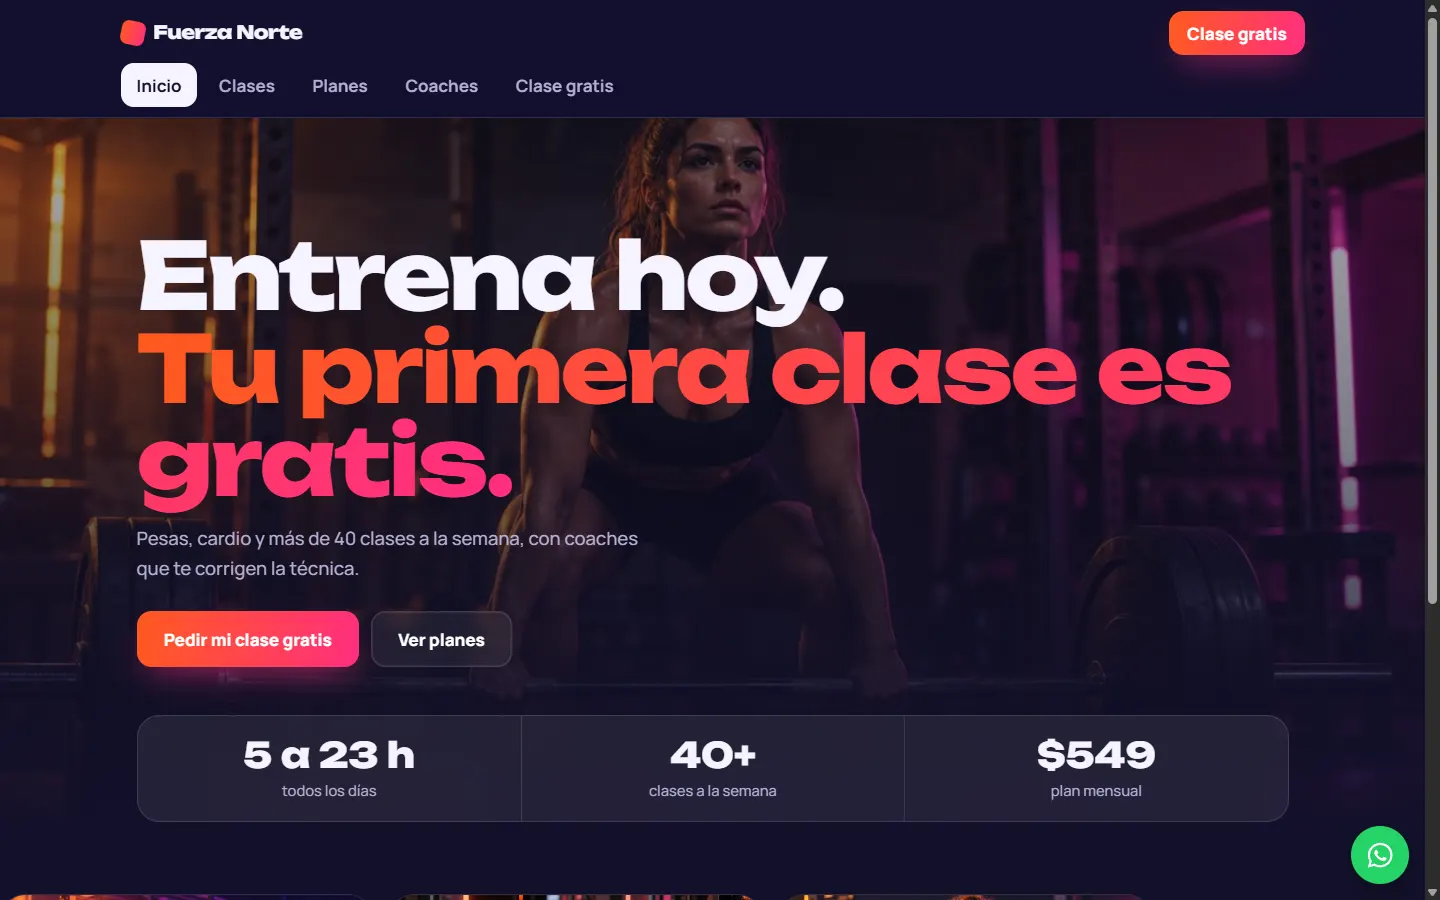 Fuerza Norte
Clase gratis
Inicio
Clases
Planes
Coaches
Clase gratis
Entrena hoy.
Tu primera clase es
gratis.
Pesas, cardio y más de 40 clases a la semana, con coaches
que te corrigen la técnica.
Pedir mi clase gratis
Ver planes
5 a 23 h
todos los días
40+
clases a la semana
$549
plan mensual